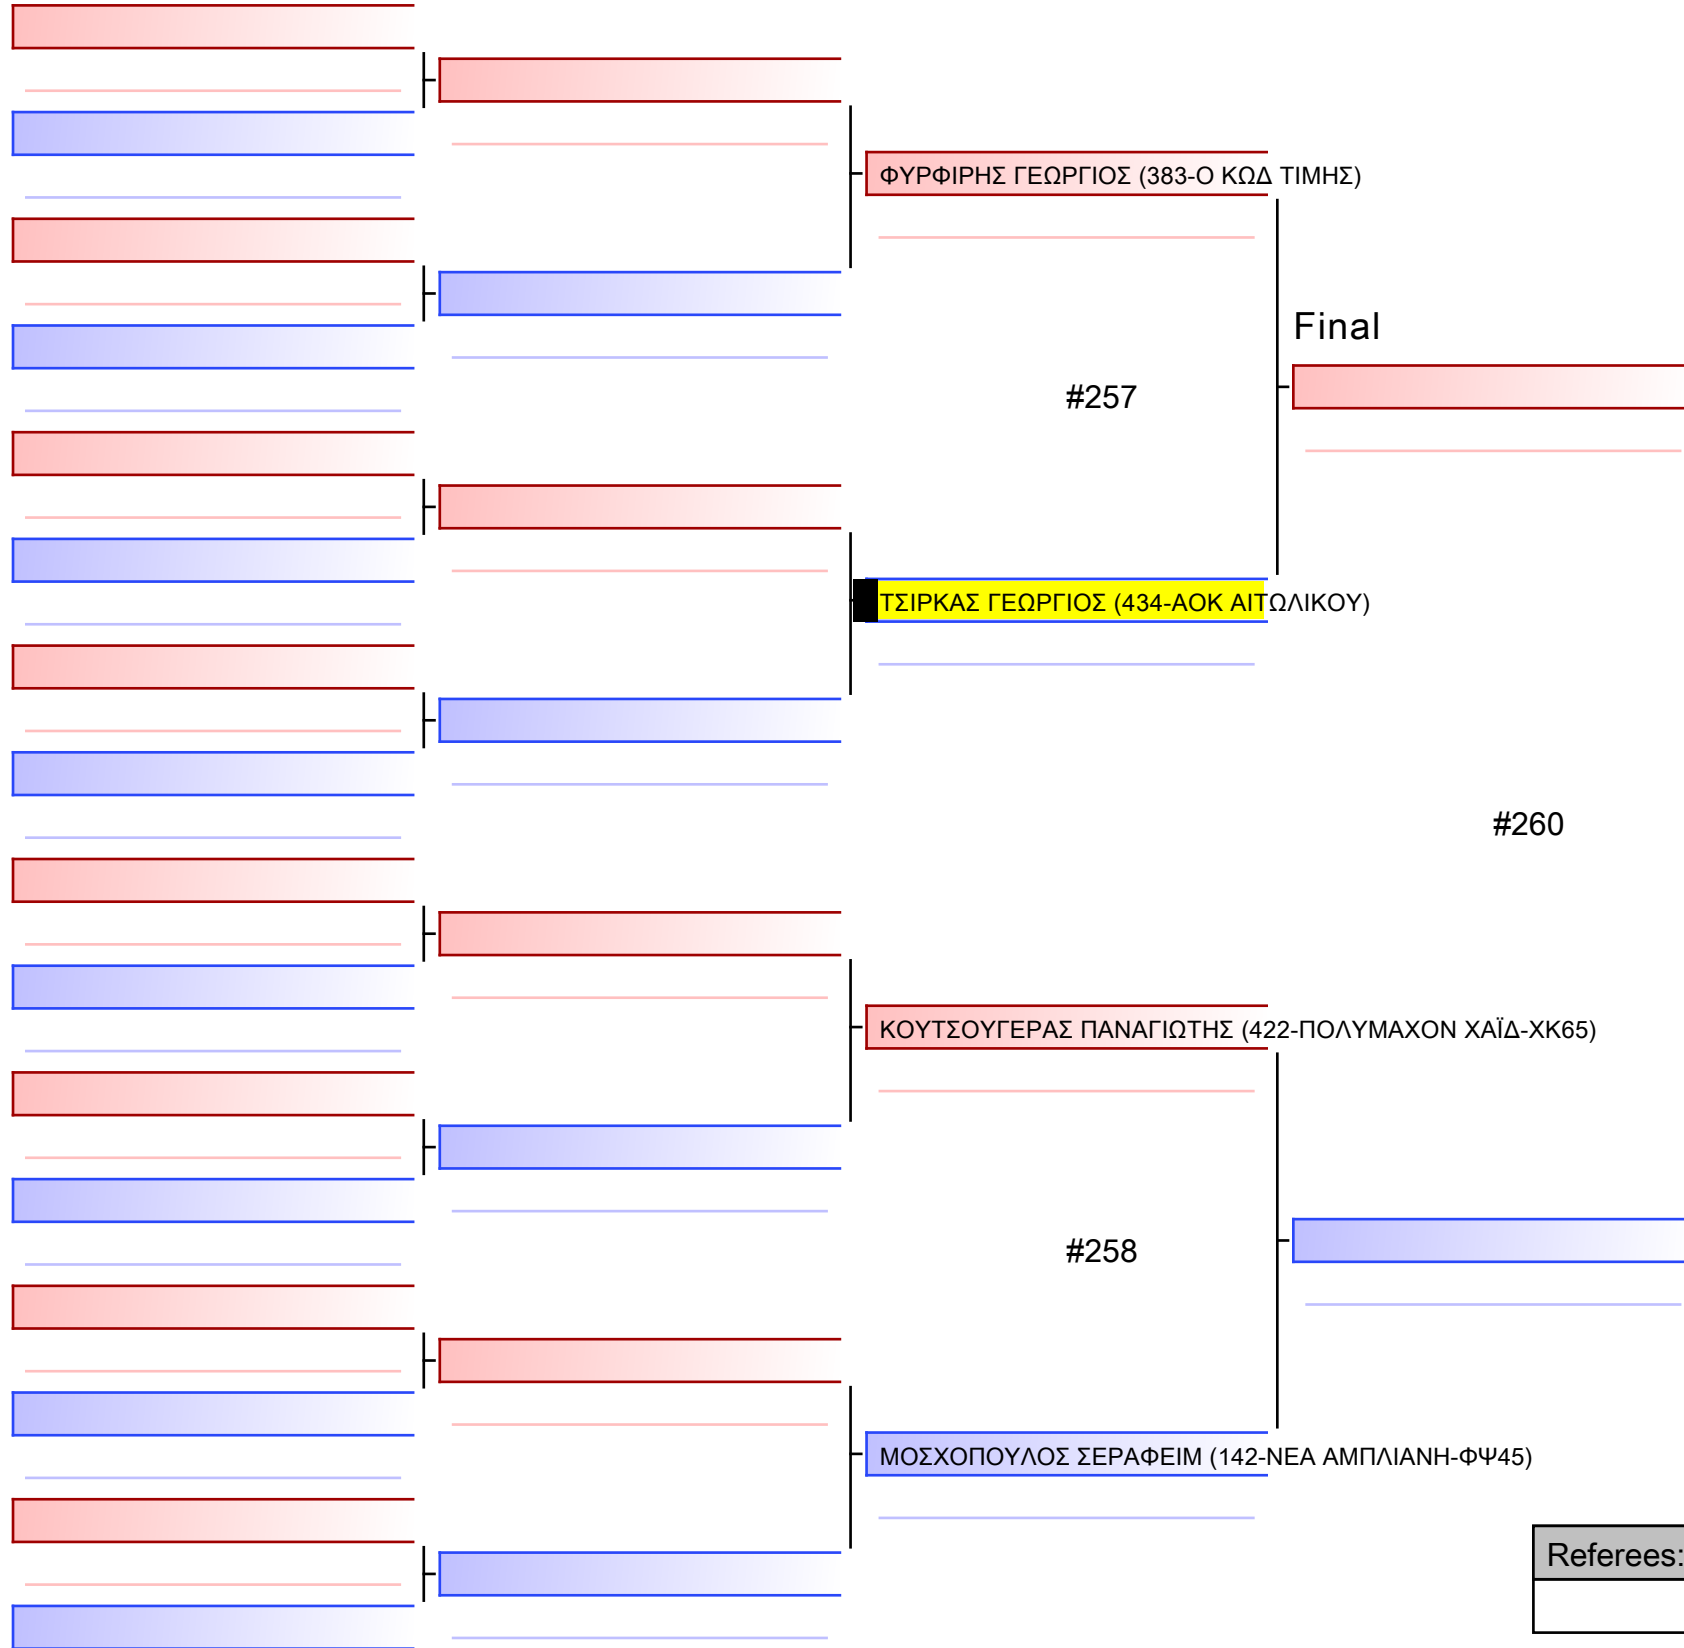 ΦΥΡΦΙΡΗΣ ΓΕΩΡΓΙΟΣ (383-Ο ΚΩΔ ΤΙΜΗΣ)
Final
#257
ΤΣΙΡΚΑΣ ΓΕΩΡΓΙΟΣ (434-ΑΟΚ ΑΙΤΩΛΙΚΟΥ)
#260
ΚΟΥΤΣΟΥΓΕΡΑΣ ΠΑΝΑΓΙΩΤΗΣ (422-ΠΟΛΥΜΑΧΟΝ ΧΑΪΔ-ΧΚ65)
#258
ΜΟΣΧΟΠΟΥΛΟΣ ΣΕΡΑΦΕΙΜ (142-ΝΕΑ ΑΜΠΛΙΑΝΗ-ΦΨ45)
Referees: